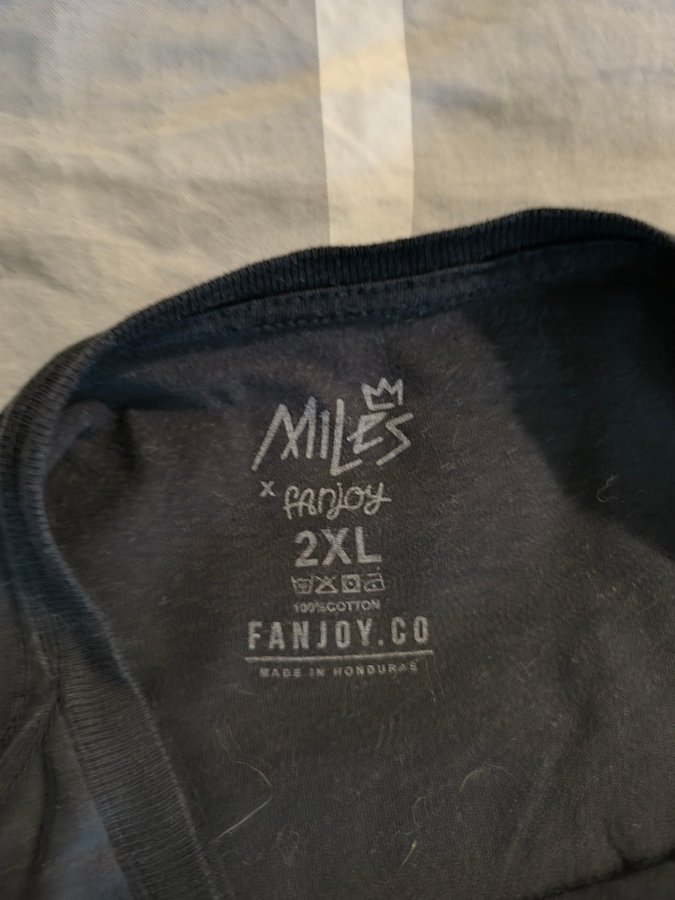 MILES
x fanjoy
2XL
100% COTTON
FANJOY.CO
MADE IN HONDURAS